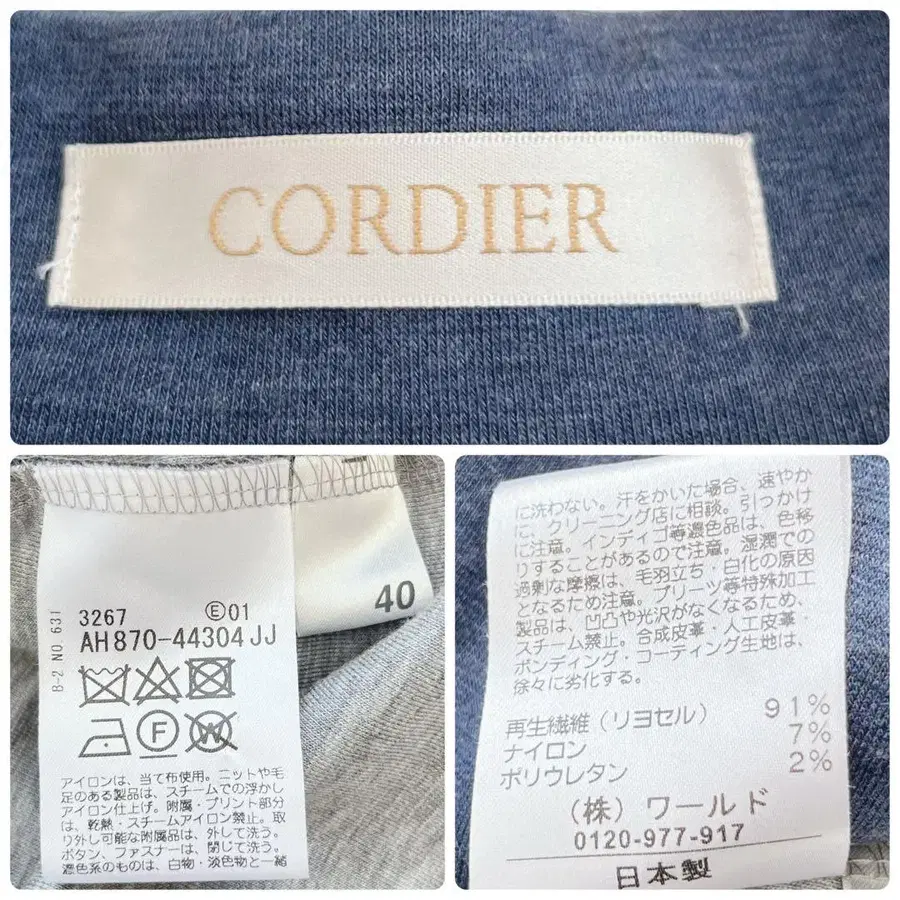 CORDIER
40
B-2 NO. 631
3267 Ⓔ01
AH870-44304 JJ
Ⓕ
アイロンは、当て布使用。ニットや毛
足のある製品は、スチームでの浮かし
アイロン仕上げ。附属・プリント部分
は、乾熱・スチームアイロン禁止。取
り外し可能な附属品は、外して洗う。
ボタン、ファスナーは、閉じて洗う。
濃色系のものは、白物・淡色物と一緒
に洗わない。汗をかいた場合、速やか
に、クリーニング店に相談。引っかけ
に注意。インディゴ等濃色品は、色移
りすることがあるので注意。湿潤での
過剰な摩擦は、毛羽立ち・白化の原因
となるため注意。プリーツ等特殊加工
製品は、凹凸や光沢がなくなるため、
スチーム禁止。合成皮革・人工皮革・
ボンディング・コーティング生地は、
徐々に劣化する。
再生繊維(リヨセル) 91%
ナイロン 7%
ポリウレタン 2%
(株)ワールド
0120-977-917
日本製